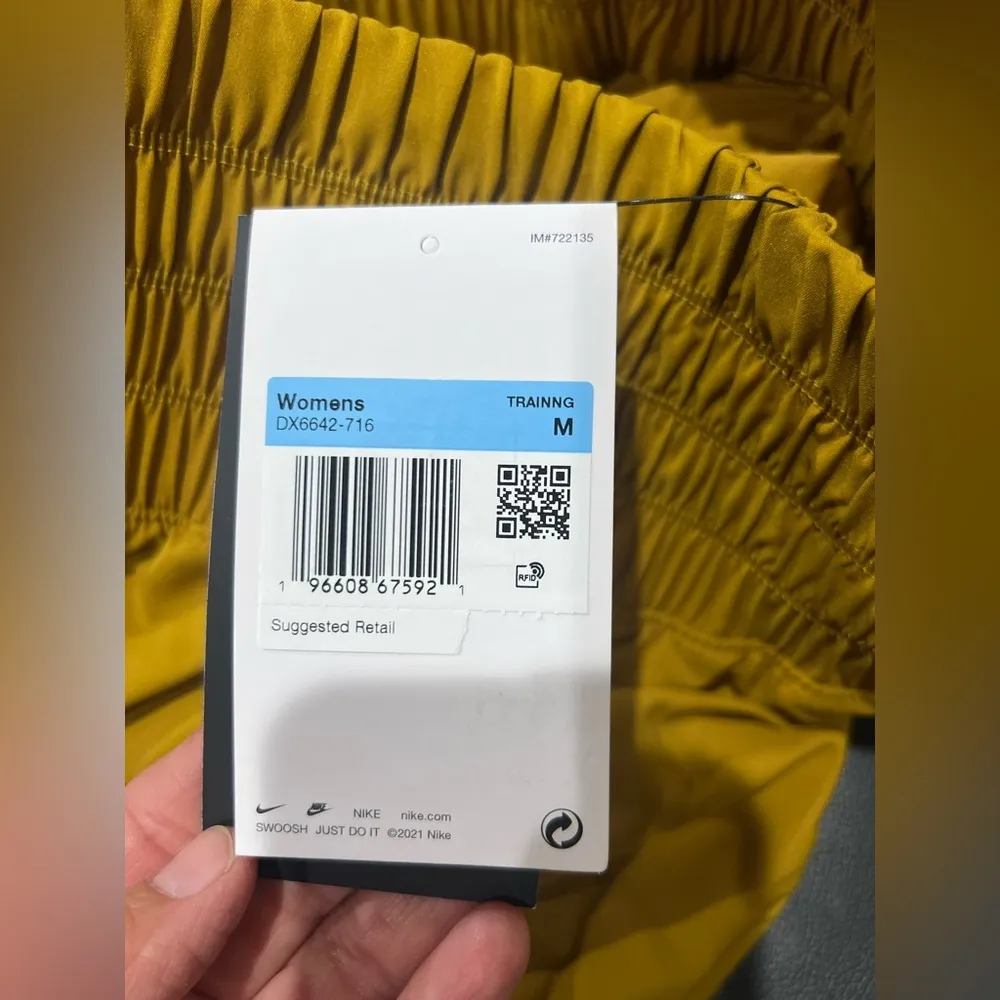 IM#722135
Womens TRAINNG
DX6642-716 M
RFID
1 96608 67592 1
Suggested Retail
NIKE NIKE nike.com
SWOOSH JUST DO IT ©2021 Nike